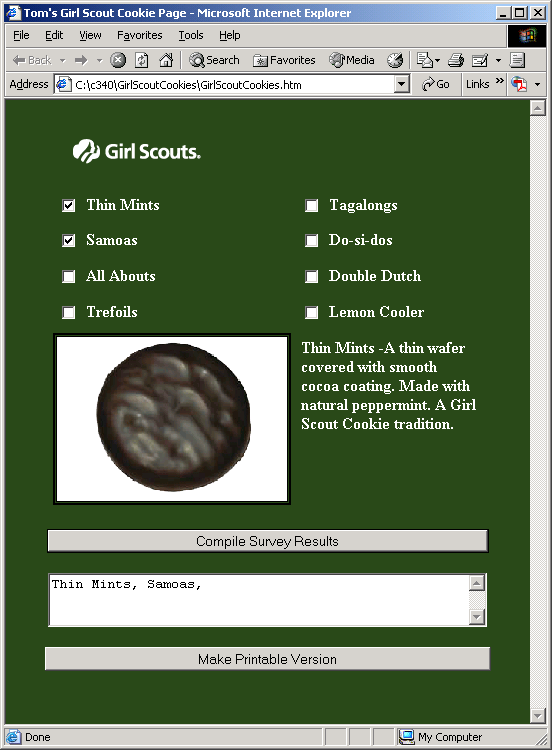 Tom's Girl Scout Cookie Page - Microsoft Internet Explorer
File Edit View Favorites Tools Help
Back Search Favorites Media
Address C:\c340\GirlScoutCookies\GirlScoutCookies.htm Go Links »
Girl Scouts.
Thin Mints Tagalongs
Samoas Do-si-dos
All Abouts Double Dutch
Trefoils Lemon Cooler
Thin Mints -A thin wafer
covered with smooth
cocoa coating. Made with
natural peppermint. A Girl
Scout Cookie tradition.
Compile Survey Results
Thin Mints, Samoas,
Make Printable Version
Done My Computer